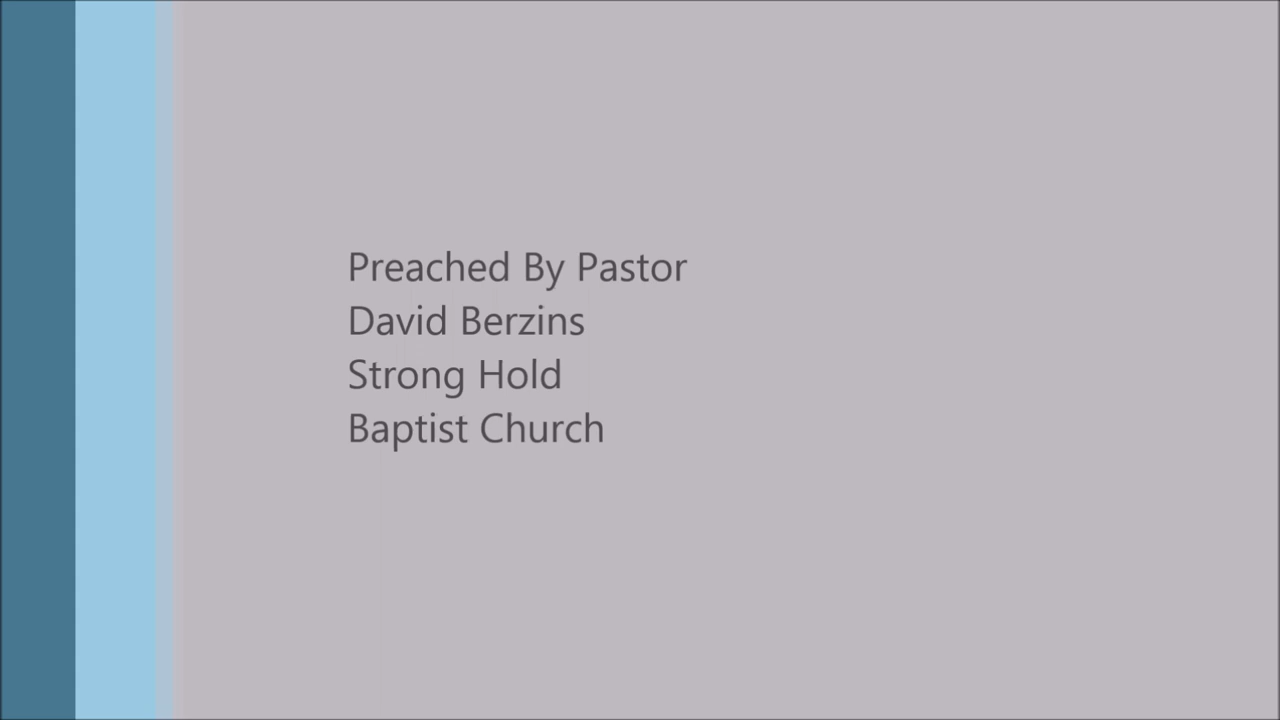 Preached By Pastor
David Berzins
Strong Hold
Baptist Church